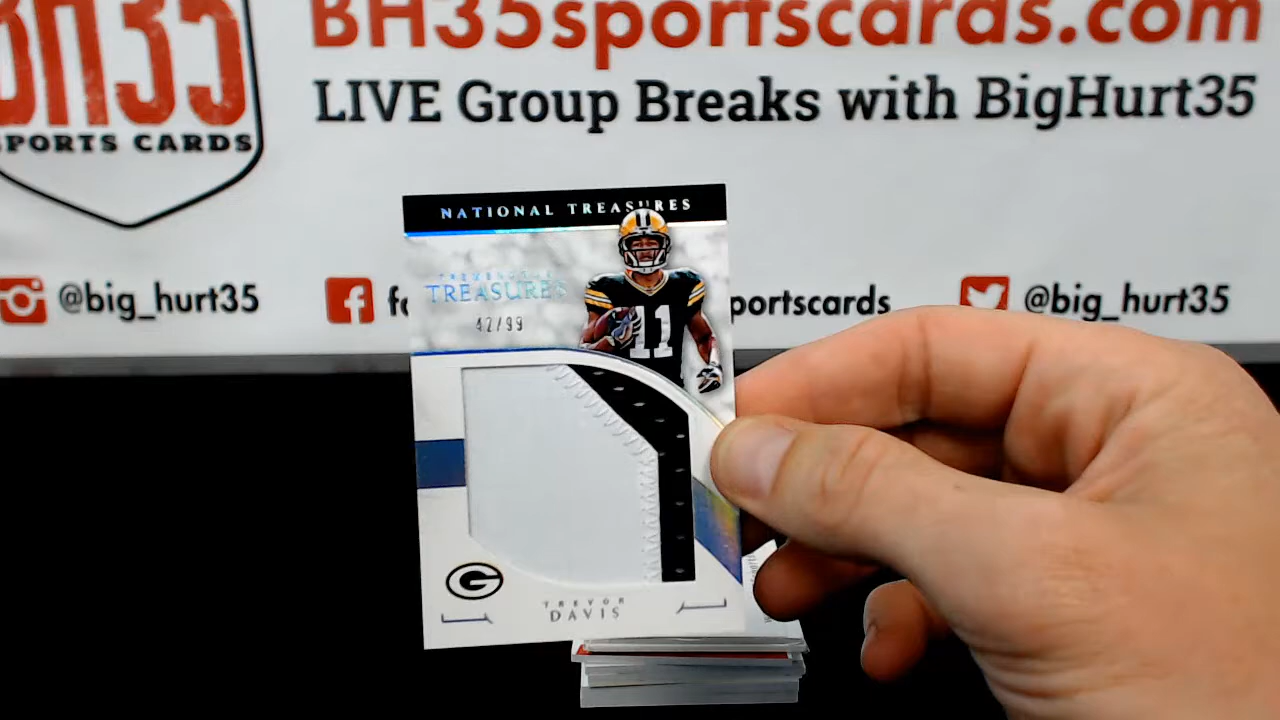 BH35
SPORTS CARDS
BH35sportscards.com
LIVE Group Breaks with BigHurt35
@big_hurt35
portscards
@big_hurt35
NATIONAL TREASURES
TREASURES
42/99
11
G
TREVOR
DAVIS